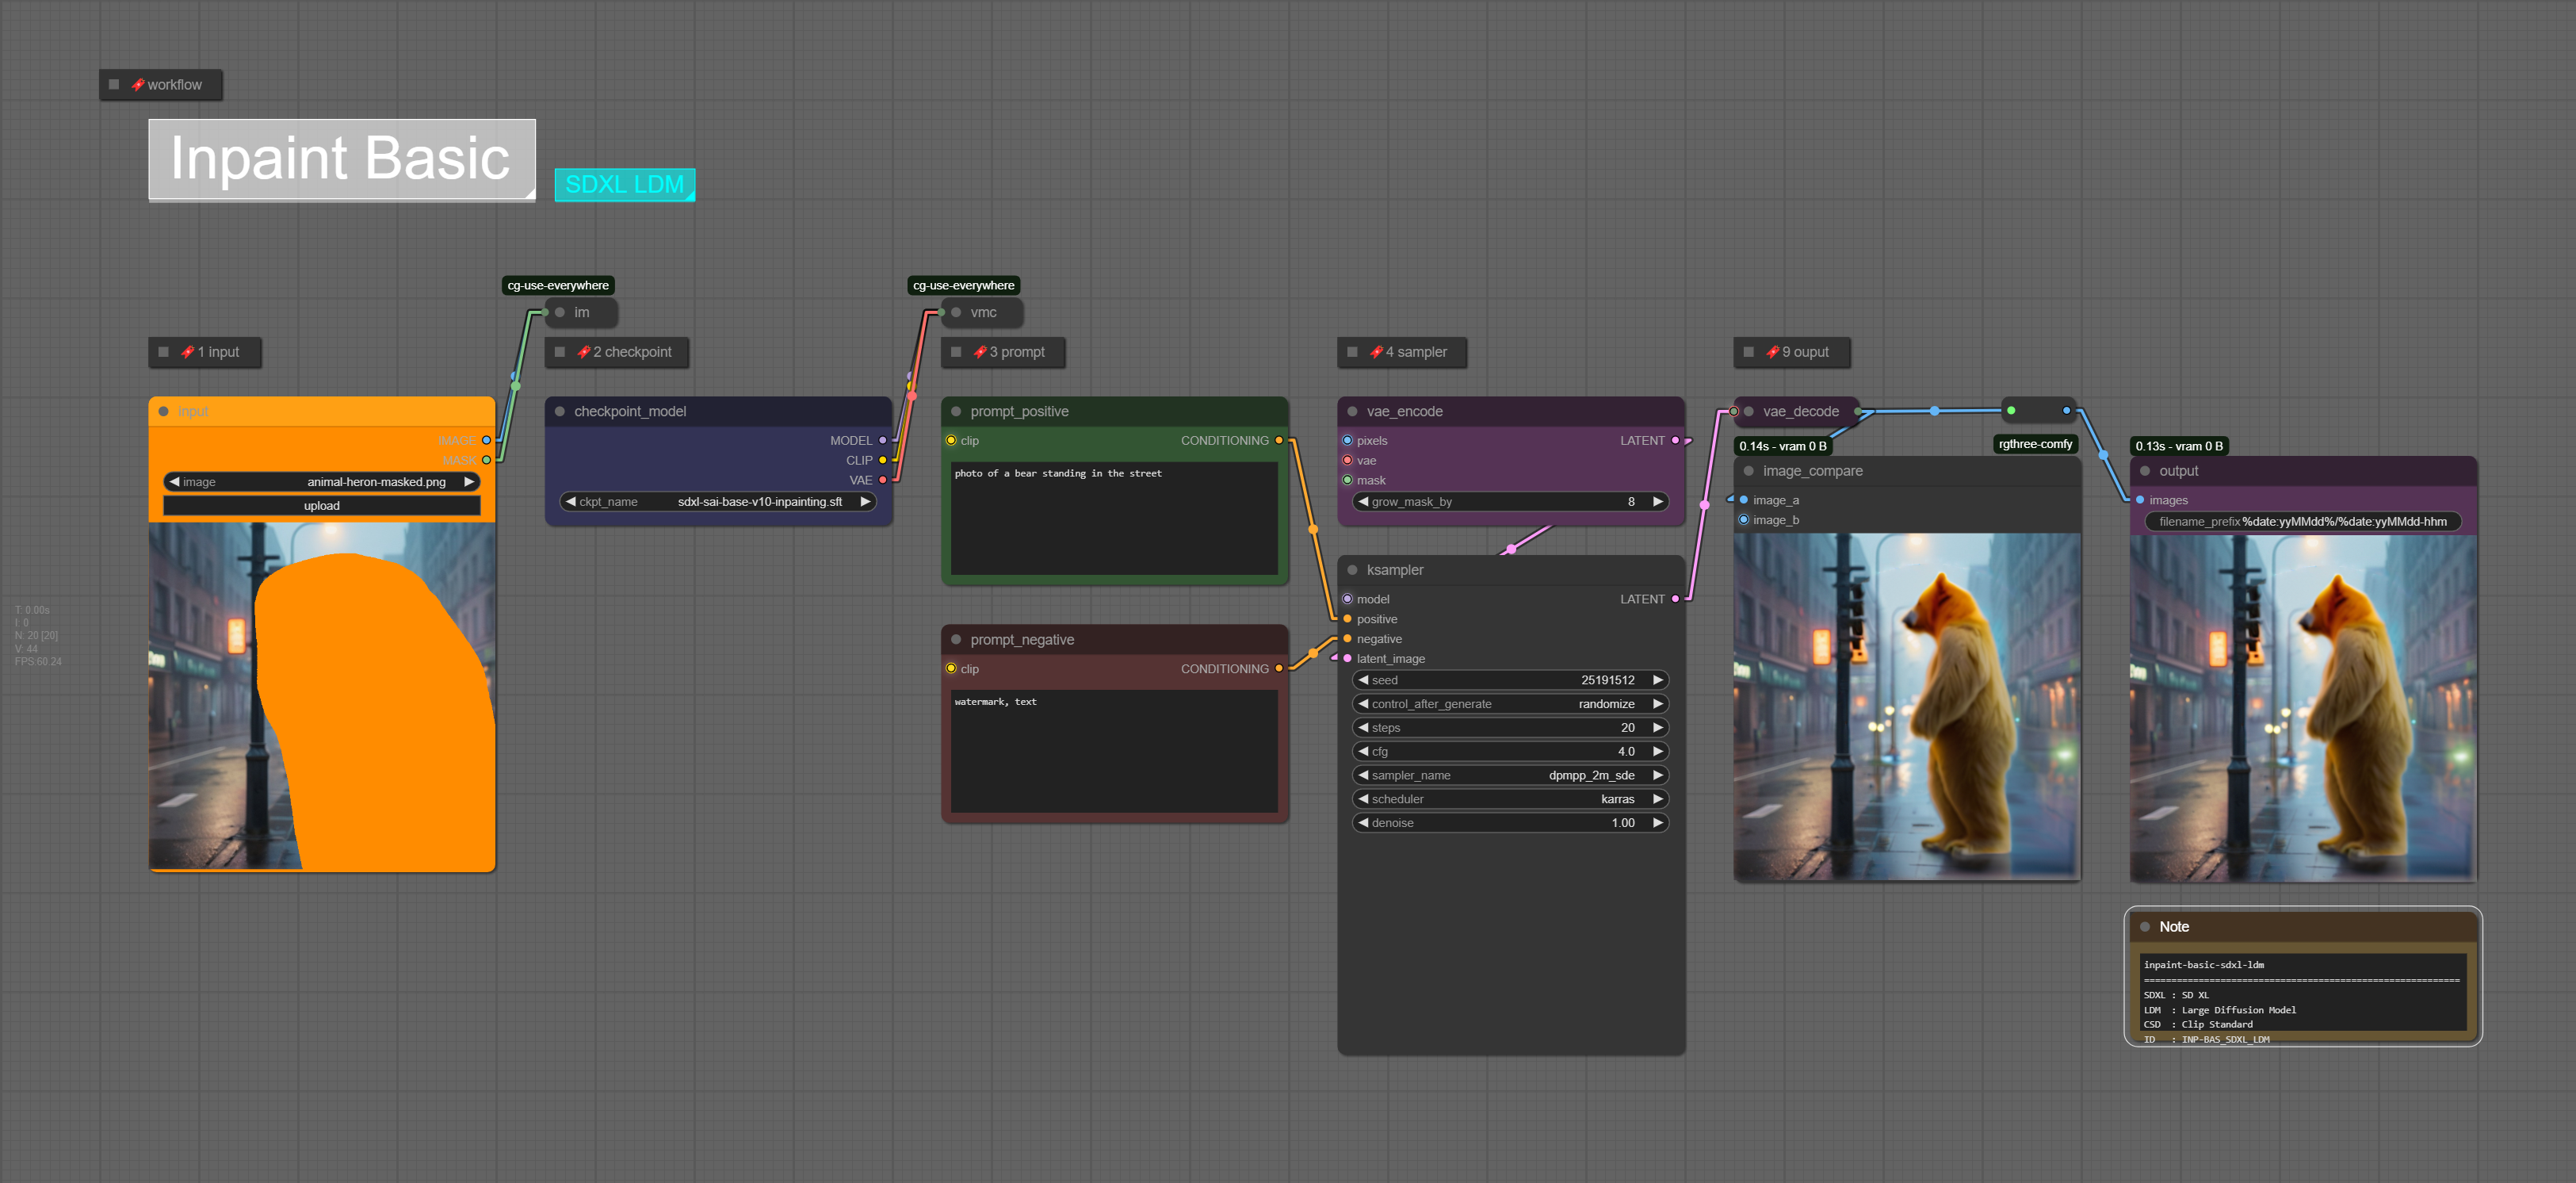 workflow
Inpaint Basic
SDXL LDM
cg-use-everywhere
im
cg-use-everywhere
vmc
1 input
2 checkpoint
3 prompt
4 sampler
9 ouput
input
IMAGE
MASK
image animal-heron-masked.png
upload
checkpoint_model
MODEL
CLIP
VAE
ckpt_name sdxl-sai-base-v10-inpainting.sft
prompt_positive
clip CONDITIONING
photo of a bear standing in the street
prompt_negative
clip CONDITIONING
watermark, text
vae_encode
pixels LATENT
vae
mask
grow_mask_by 8
ksampler
model LATENT
positive
negative
latent_image
seed 25191512
control_after_generate randomize
steps 20
cfg 4.0
sampler_name dpmpp_2m_sde
scheduler karras
denoise 1.00
vae_decode
0.14s - vram 0 B
rgthree-comfy
image_compare
image_a
image_b
0.13s - vram 0 B
output
images
filename_prefix %date:yyMMdd%/%date:yyMMdd-hhm
Note
inpaint-basic-sdxl-ldm
==========================================================
SDXL : SD XL
LDM : Large Diffusion Model
CSD : Clip Standard
ID : INP-BAS_SDXL_LDM
T: 0.00s
I: 0
N: 20 [20]
V: 44
FPS:60.24